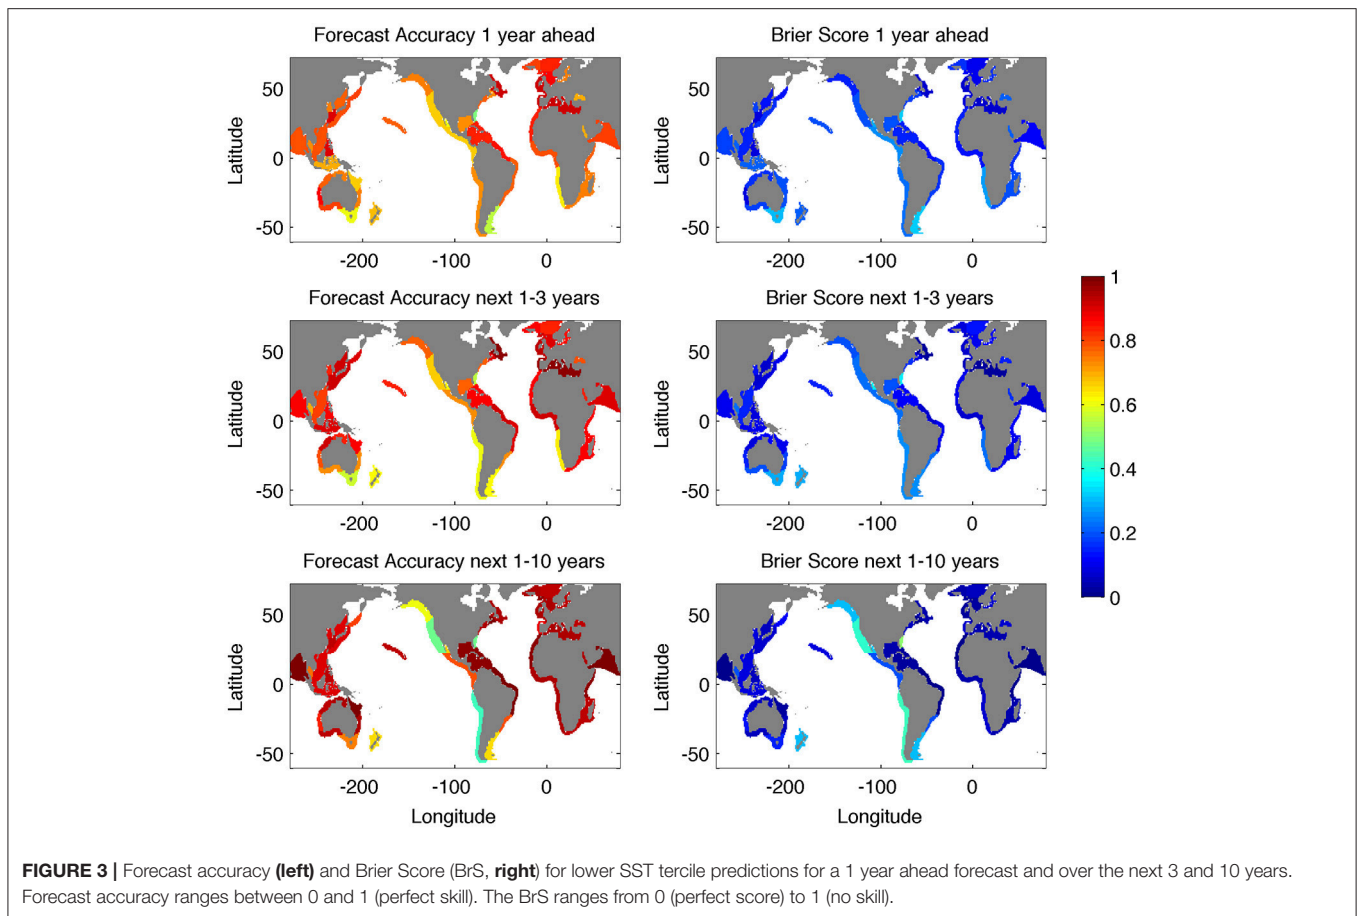 Forecast Accuracy 1 year ahead
Brier Score 1 year ahead
Latitude
50
0
-50
-200
-100
0
Latitude
50
0
-50
-200
-100
0
Forecast Accuracy next 1-3 years
Brier Score next 1-3 years
Latitude
50
0
-50
-200
-100
0
Latitude
50
0
-50
-200
-100
0
Forecast Accuracy next 1-10 years
Brier Score next 1-10 years
Latitude
50
0
-50
-200
-100
0
Longitude
Latitude
50
0
-50
-200
-100
0
Longitude
1
0.8
0.6
0.4
0.2
0
FIGURE 3 | Forecast accuracy (left) and Brier Score (BrS, right) for lower SST tercile predictions for a 1 year ahead forecast and over the next 3 and 10 years.
Forecast accuracy ranges between 0 and 1 (perfect skill). The BrS ranges from 0 (perfect score) to 1 (no skill).